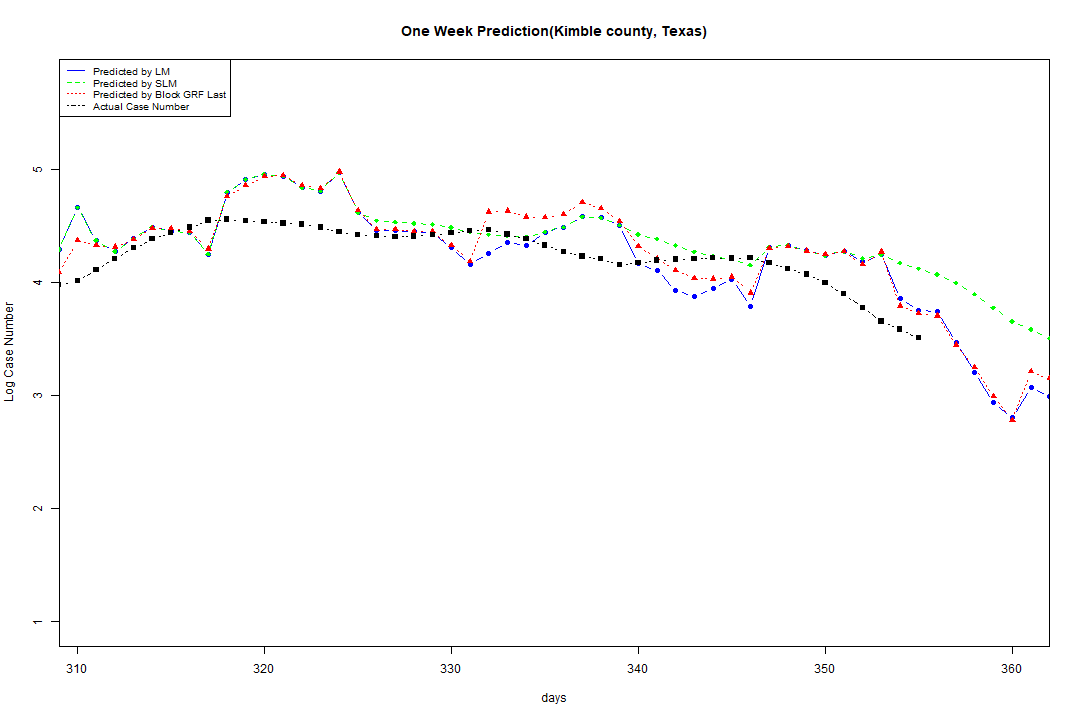 One Week Prediction(Kimble county, Texas)
Predicted by LM
Predicted by SLM
Predicted by Block GRF Last
Actual Case Number
5
4
3
2
1
Log Case Number
310 320 330 340 350 360
days